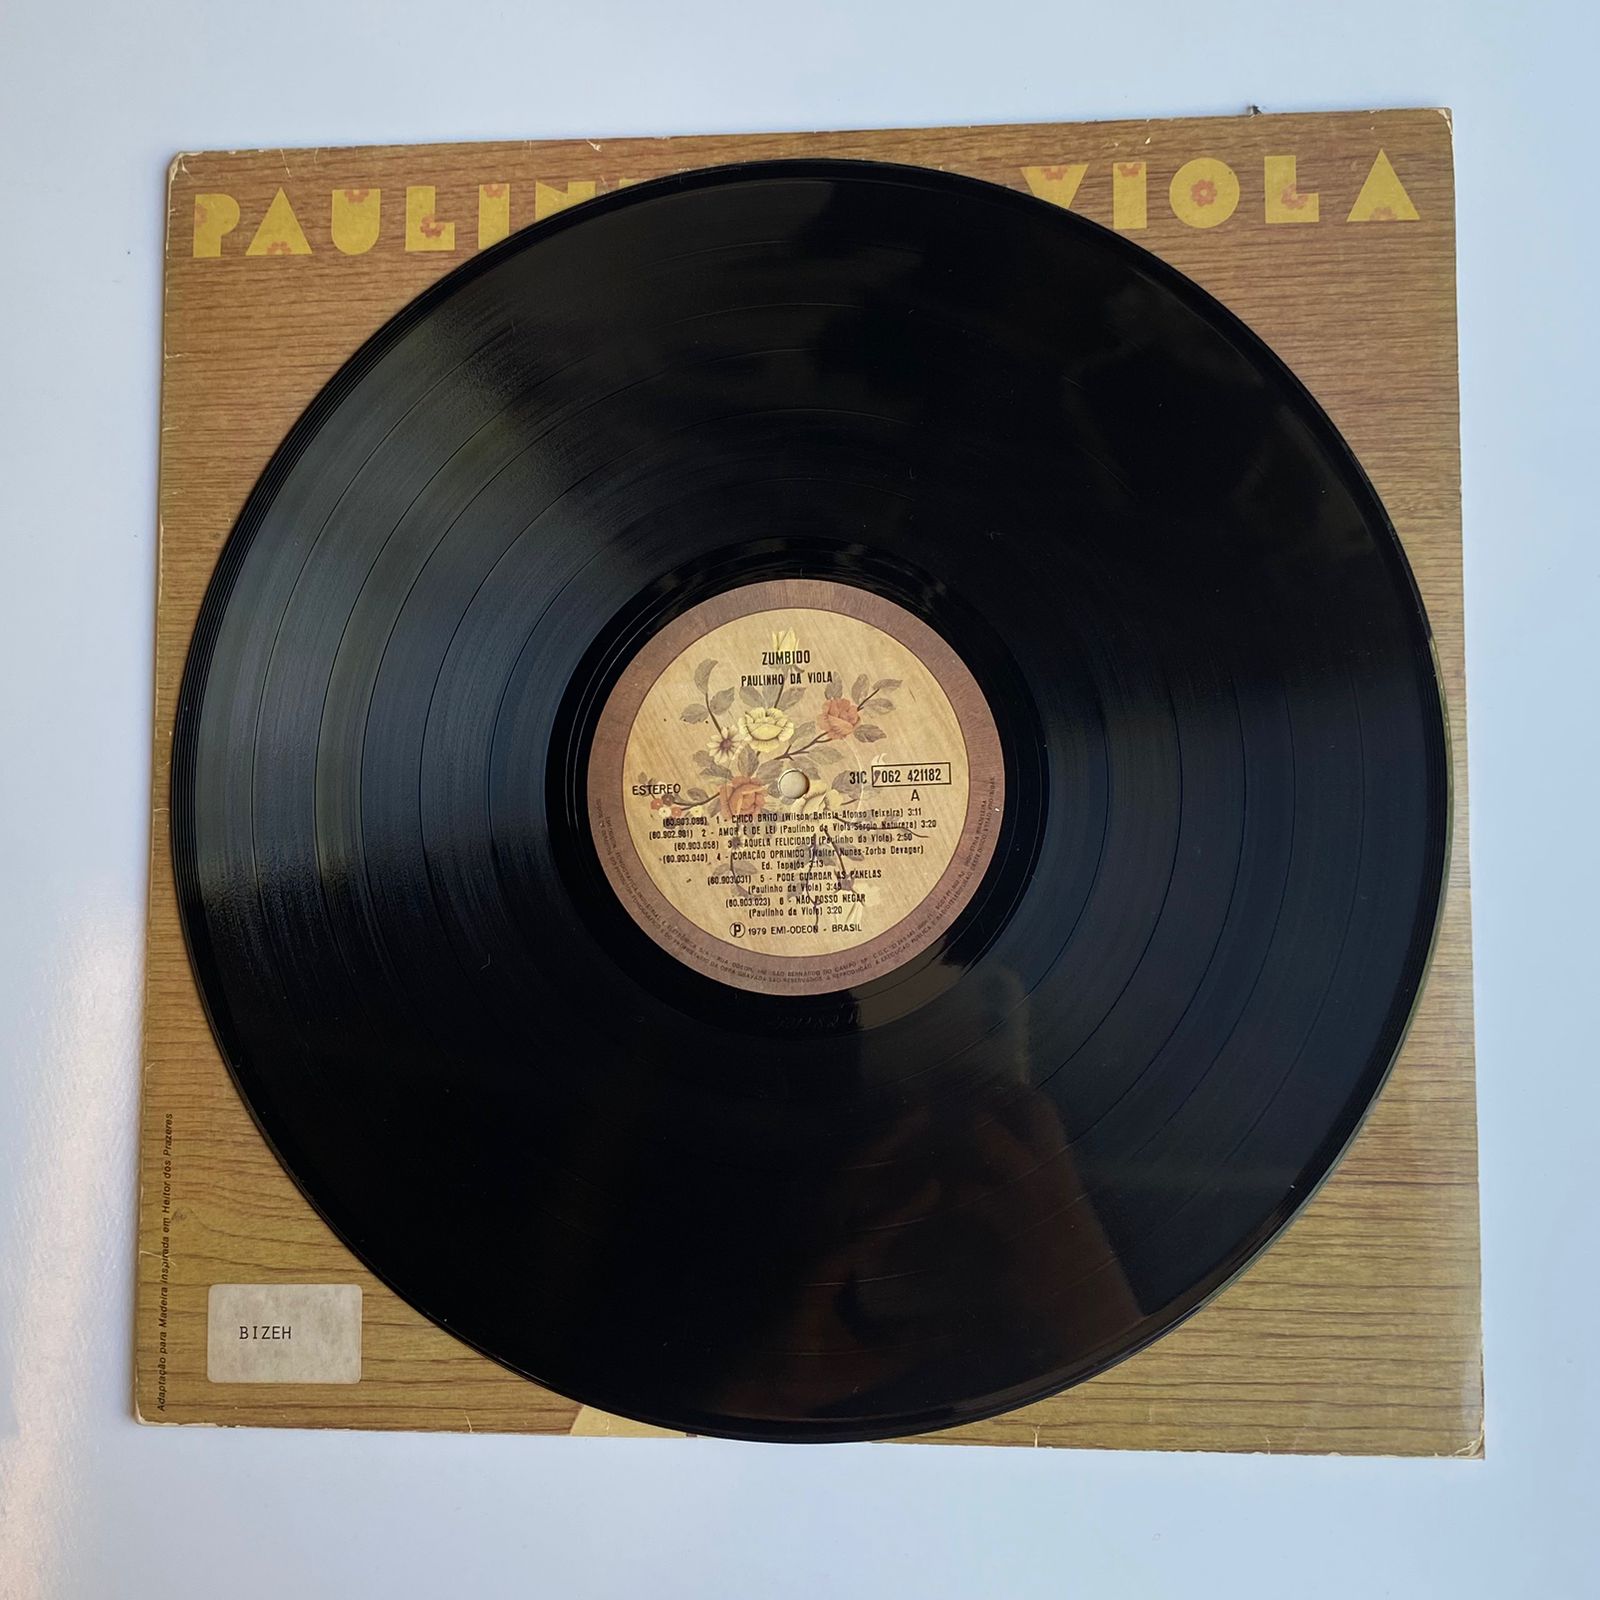 PAULIN VIOLA
ZUMBIDO
PAULINHO DA VIOLA
31C 062 421182
ESTEREO
A
(60.903.066) 1 - CHICO BRITO (Wilson Batista-Afonso Teixeira) 3:11
(60.902.981) 2 - AMOR É DE LEI (Paulinho da Viola-Sergio Natureza) 3:20
(60.903.058) 3 - AQUELA FELICIDADE (Paulinho da Viola) 2:50
(60.903.040) 4 - CORAÇÃO OPRIMIDO (Walter Nunes-Zorba Devagar)
Ed. Tapajós 3:13
(60.903.031) 5 - PODE GUARDAR AS PANELAS
(Paulinho da Viola) 3:45
(60.903.023) 6 - NÃO POSSO NEGAR
(Paulinho da Viola) 3:20
Ⓟ 1979 EMI-ODEON - BRASIL
Adaptação para Madeira inspirada em Heitor dos Prazeres
BIZEH